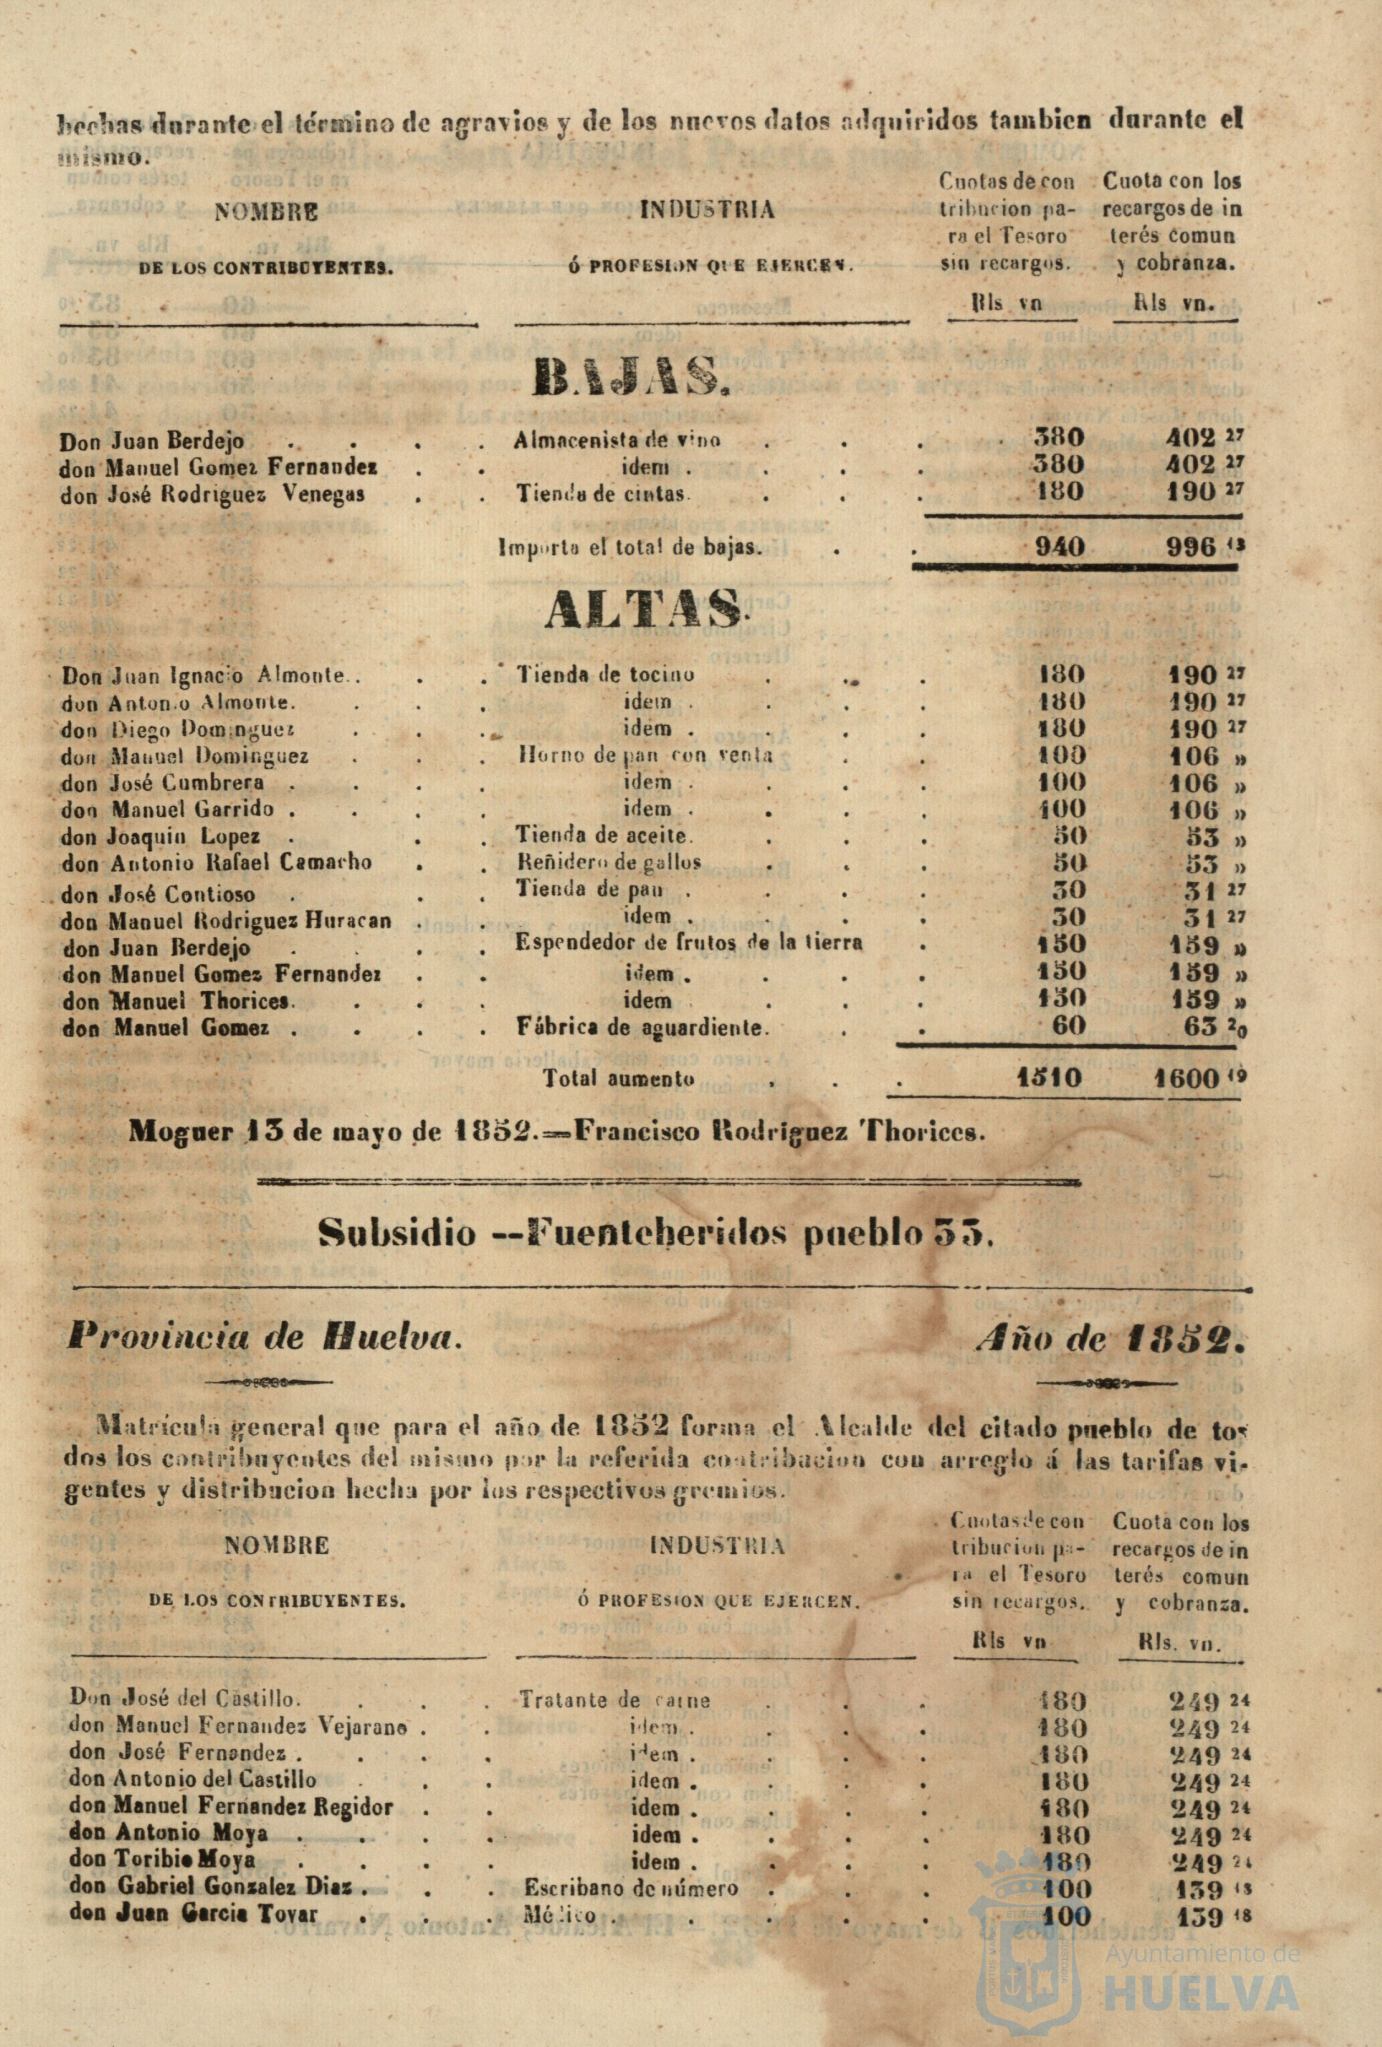 hechas durante el término de agravios y de los nuevos datos adquiridos tambien durante el
mismo.
NOMBRE
DE LOS CONTRIBUYENTES.
INDUSTRIA
Ó PROFESION QUE EJERCEN.
Cuotas de con
tribucion pa-
ra el Tesoro
sin recargos.
Rls vn
Cuota con los
recargos de in
terés comun
y cobranza.
Rls vn.
BAJAS.
Don Juan Berdejo . . . . Almacenista de vino . . . 380 402 27
don Manuel Gomez Fernandez . . idem . . . . 380 402 27
don José Rodriguez Venegas . . Tienda de cintas. . . . 180 190 27
Importa el total de bajas. . . 940 996 13
ALTAS.
Don Juan Ignacio Almonte. . . . Tienda de tocino . . . 180 190 27
don Antonio Almonte. . . . idem . . . . 180 190 27
don Diego Dominguez . . . idem . . . . 180 190 27
don Manuel Dominguez . . . Horno de pan con venta . . 100 106 »
don José Cumbrera . . . . idem . . . . 100 106 »
don Manuel Garrido . . . . idem . . . . 100 106 »
don Joaquin Lopez . . . Tienda de aceite. . . . 50 53 »
don Antonio Rafael Camacho . . Reñidero de gallos . . . 50 53 »
don José Contioso . . . Tienda de pan . . . . 30 31 27
don Manuel Rodriguez Huracan . . idem . . . . 30 31 27
don Juan Berdejo . . . . Espendedor de frutos de la tierra . 150 159 »
don Manuel Gomez Fernandez . . idem . . . . 150 159 »
don Manuel Thorices. . . . idem . . . 150 159 »
don Manuel Gomez . . . . Fábrica de aguardiente. . . 60 63 20
Total aumento . . . 1510 1600 19
Moguer 13 de mayo de 1852.=Francisco Rodriguez Thorices.
Subsidio --Fuenteheridos pueblo 33.
Provincia de Huelva.
Año de 1852.
Matrícula general que para el año de 1852 forma el Alcalde del citado pueblo de to-
dos los contribuyentes del mismo por la referida contribucion con arreglo á las tarifas vi-
gentes y distribucion hecha por los respectivos gremios.
NOMBRE
DE LOS CONTRIBUYENTES.
INDUSTRIA
Ó PROFESION QUE EJERCEN.
Cuotas de con
tribucion pa-
ra el Tesoro
sin recargos.
Rls vn
Cuota con los
recargos de in
terés comun
y cobranza.
Rls. vn.
Don José del Castillo. . . . Tratante de carne . . . 180 249 24
don Manuel Fernandez Vejarano . . idem . . . . 180 249 24
don José Fernandez . . . . idem . . . . 180 249 24
don Antonio del Castillo . . . idem . . . . 180 249 24
don Manuel Fernandez Regidor . . idem . . . . 180 249 24
don Antonio Moya . . . . idem . . . . 180 249 24
don Toribio Moya . . . . idem . . . . 180 249 24
don Gabriel Gonzalez Diaz . . . Escribano de número . . . 100 139 18
don Juan Garcia Tovar . . . Médico . . . . . 100 139 18
Ayuntamiento de
HUELVA